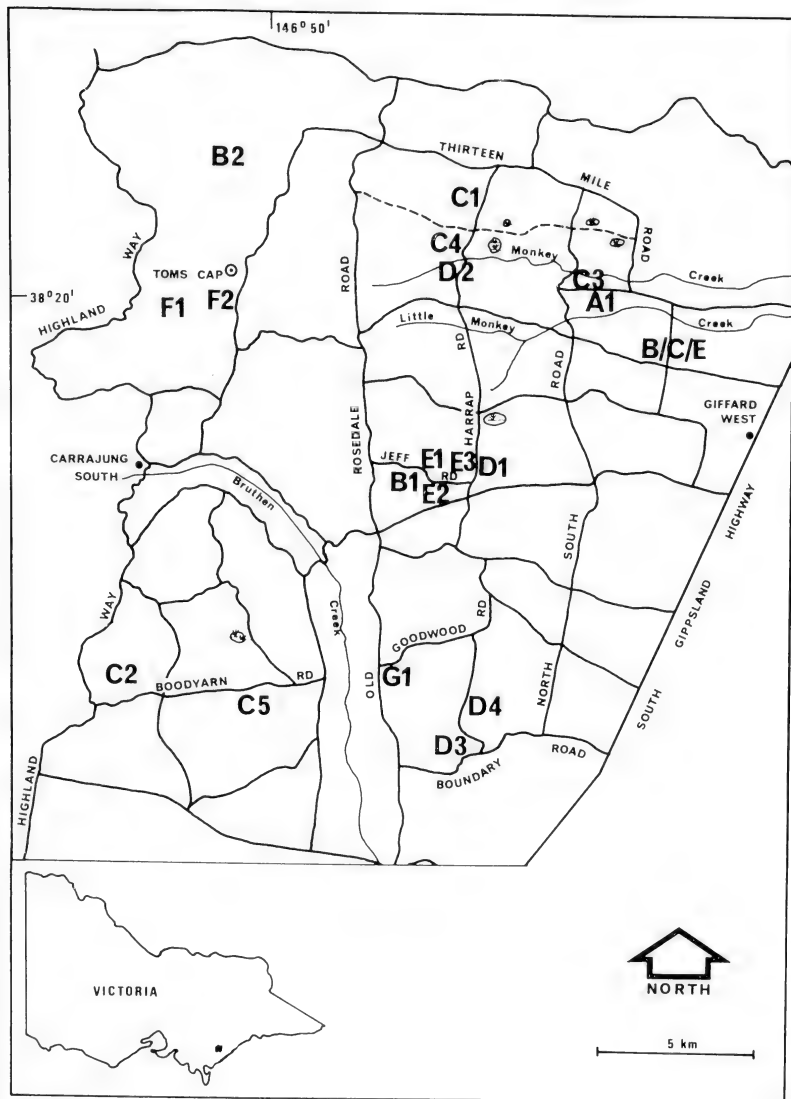 146° 50'
THIRTEEN MILE ROAD
B2
C1
C4
Monkey Creek
D2
C3
TOMS CAP
A1
F1 F2
WAY
ROAD
38° 20'
HIGHLAND
Little Monkey Creek
RD
ROAD
B/C/E
GIFFARD
WEST
HARRAP
ROSEDALE
CARRAJUNG
SOUTH
Bruthen
JEFF RD
E1 E3 D1
B1
E2
HIGHWAY
SOUTH
GIPPSLAND
Creek
WAY
RD
GOODWOOD
C2
BOODYARN RD
OLD
G1
NORTH
SOUTH
C5
D4
D3
BOUNDARY ROAD
HIGHLAND
VICTORIA
NORTH
5 km